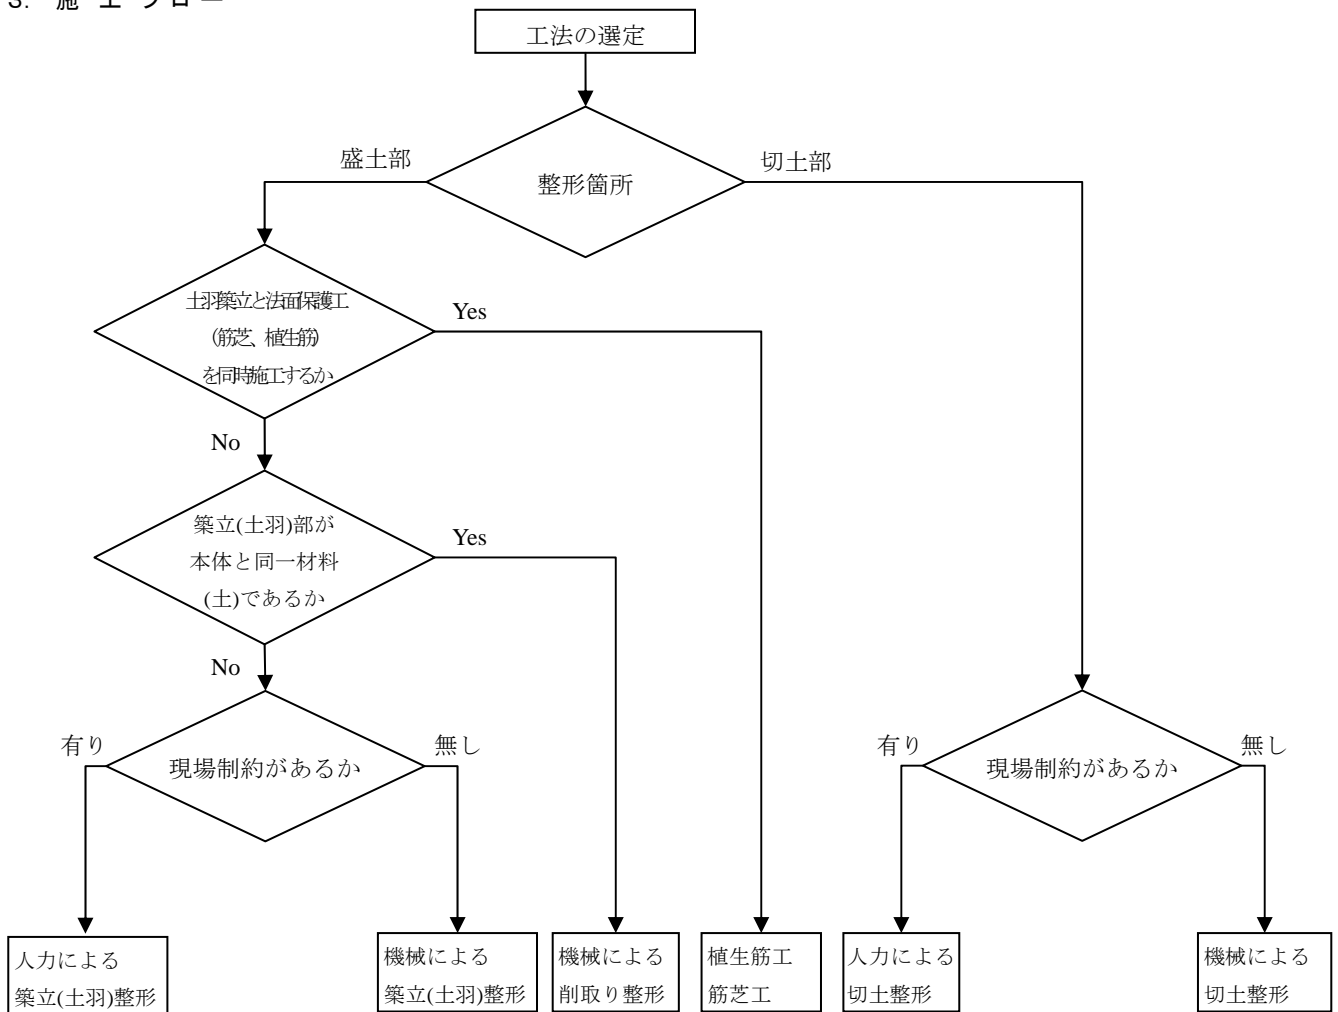 3. 施 工 フロー
工法の選定
盛土部
切土部
整形箇所
土羽築立と法面保護工
(筋芝、植生筋)
を同時施工するか
Yes
No
築立(土羽)部が
本体と同一材料
(土)であるか
Yes
No
有り
無し
現場制約があるか
有り
無し
現場制約があるか
人力による
築立(土羽)整形
機械による
築立(土羽)整形
機械による
削取り整形
植生筋工
筋芝工
人力による
切土整形
機械による
切土整形